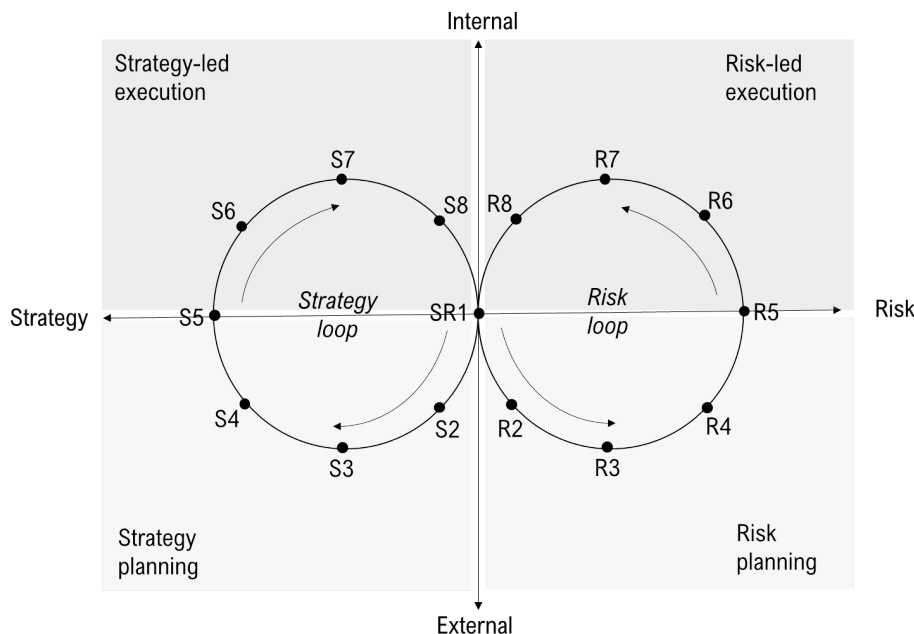 Internal
Strategy-led
execution
Risk-led
execution
S7
R7
S6
S8
R8
R6
Strategy
S5
Strategy
loop
SR1
Risk
loop
R5
Risk
S4
S2
R2
R4
S3
R3
Strategy
planning
Risk
planning
External